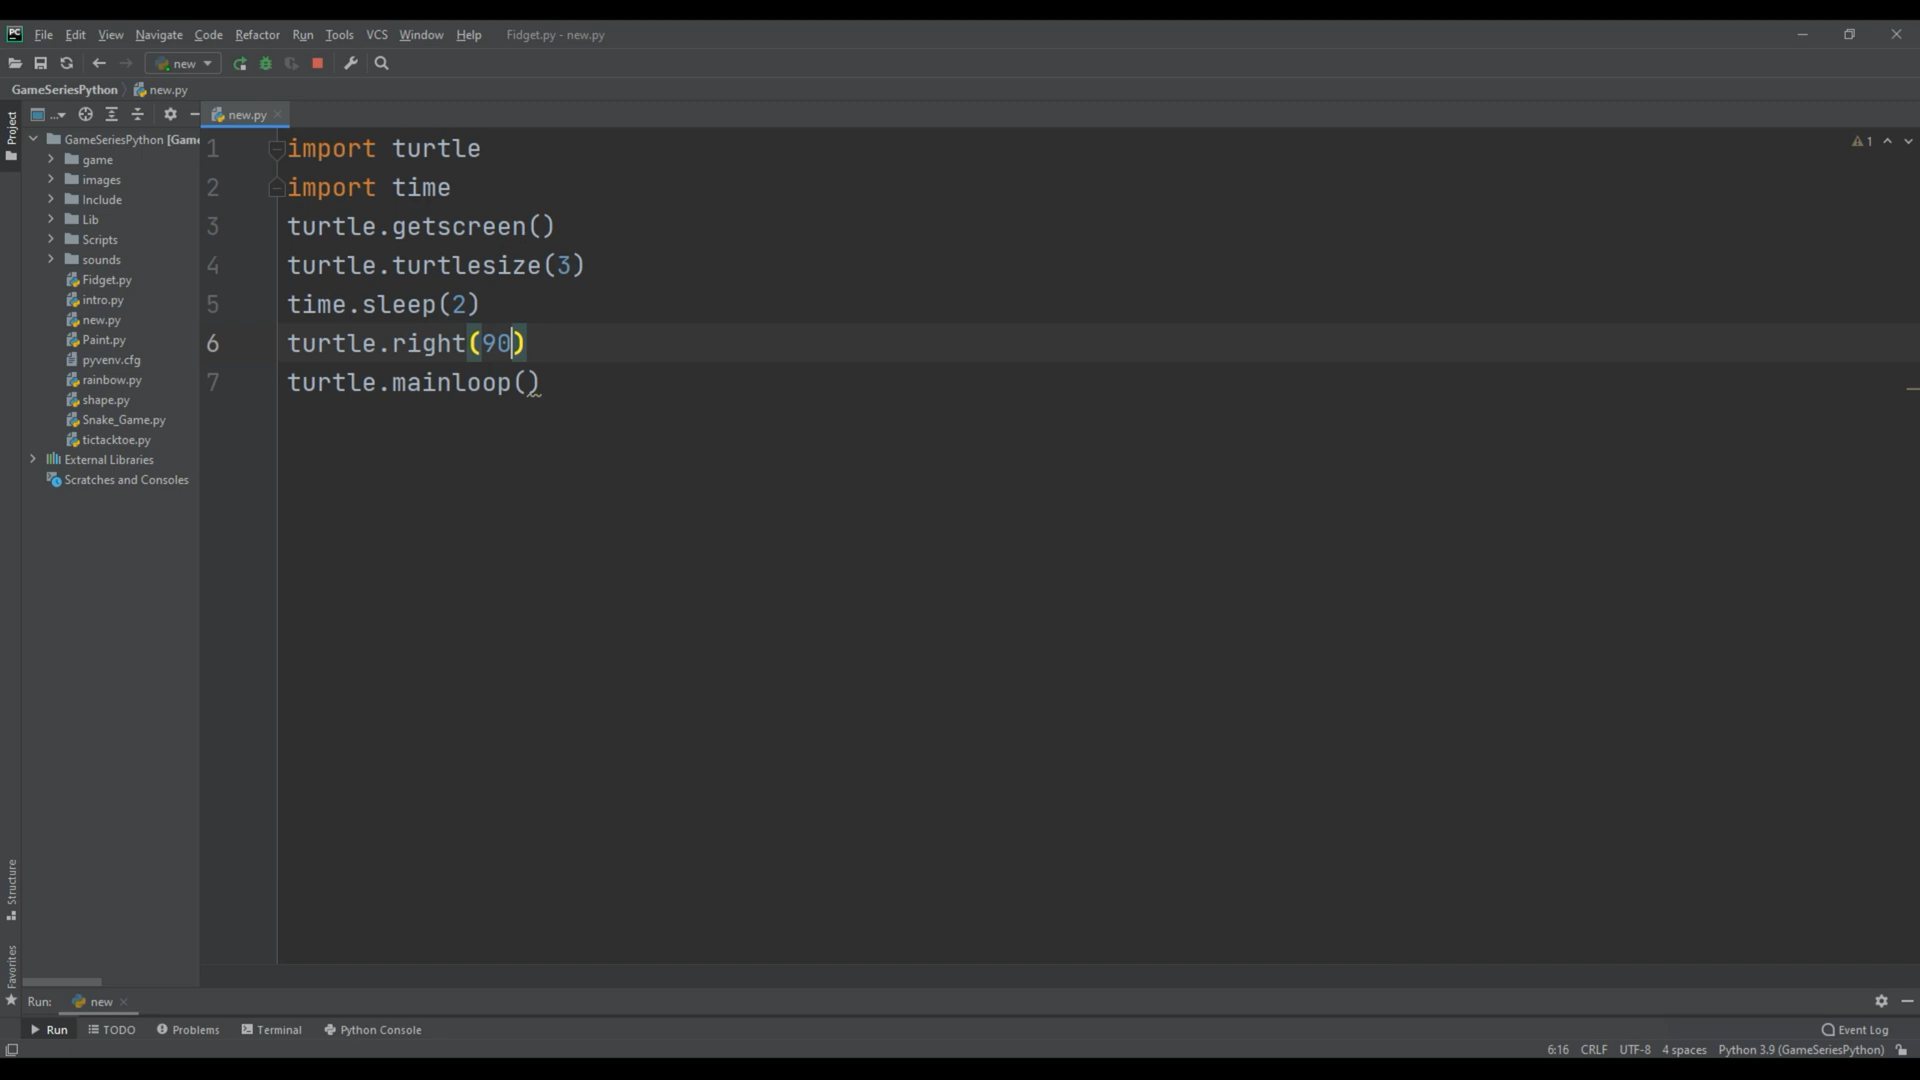 PC File Edit View Navigate Code Refactor Run Tools VCS Window Help Fidget.py - new.py
new
GameSeriesPython new.py
Project ... new.py
GameSeriesPython [Game
game
images
Include
Lib
Scripts
sounds
Fidget.py
intro.py
new.py
Paint.py
pyvenv.cfg
rainbow.py
shape.py
Snake_Game.py
tictacktoe.py
External Libraries
Scratches and Consoles
1 import turtle
2 import time
3 turtle.getscreen()
4 turtle.turtlesize(3)
5 time.sleep(2)
6 turtle.right(90)
7 turtle.mainloop()
1
Structure
Favorites
Run: new
Run TODO Problems Terminal Python Console Event Log
6:16 CRLF UTF-8 4 spaces Python 3.9 (GameSeriesPython)